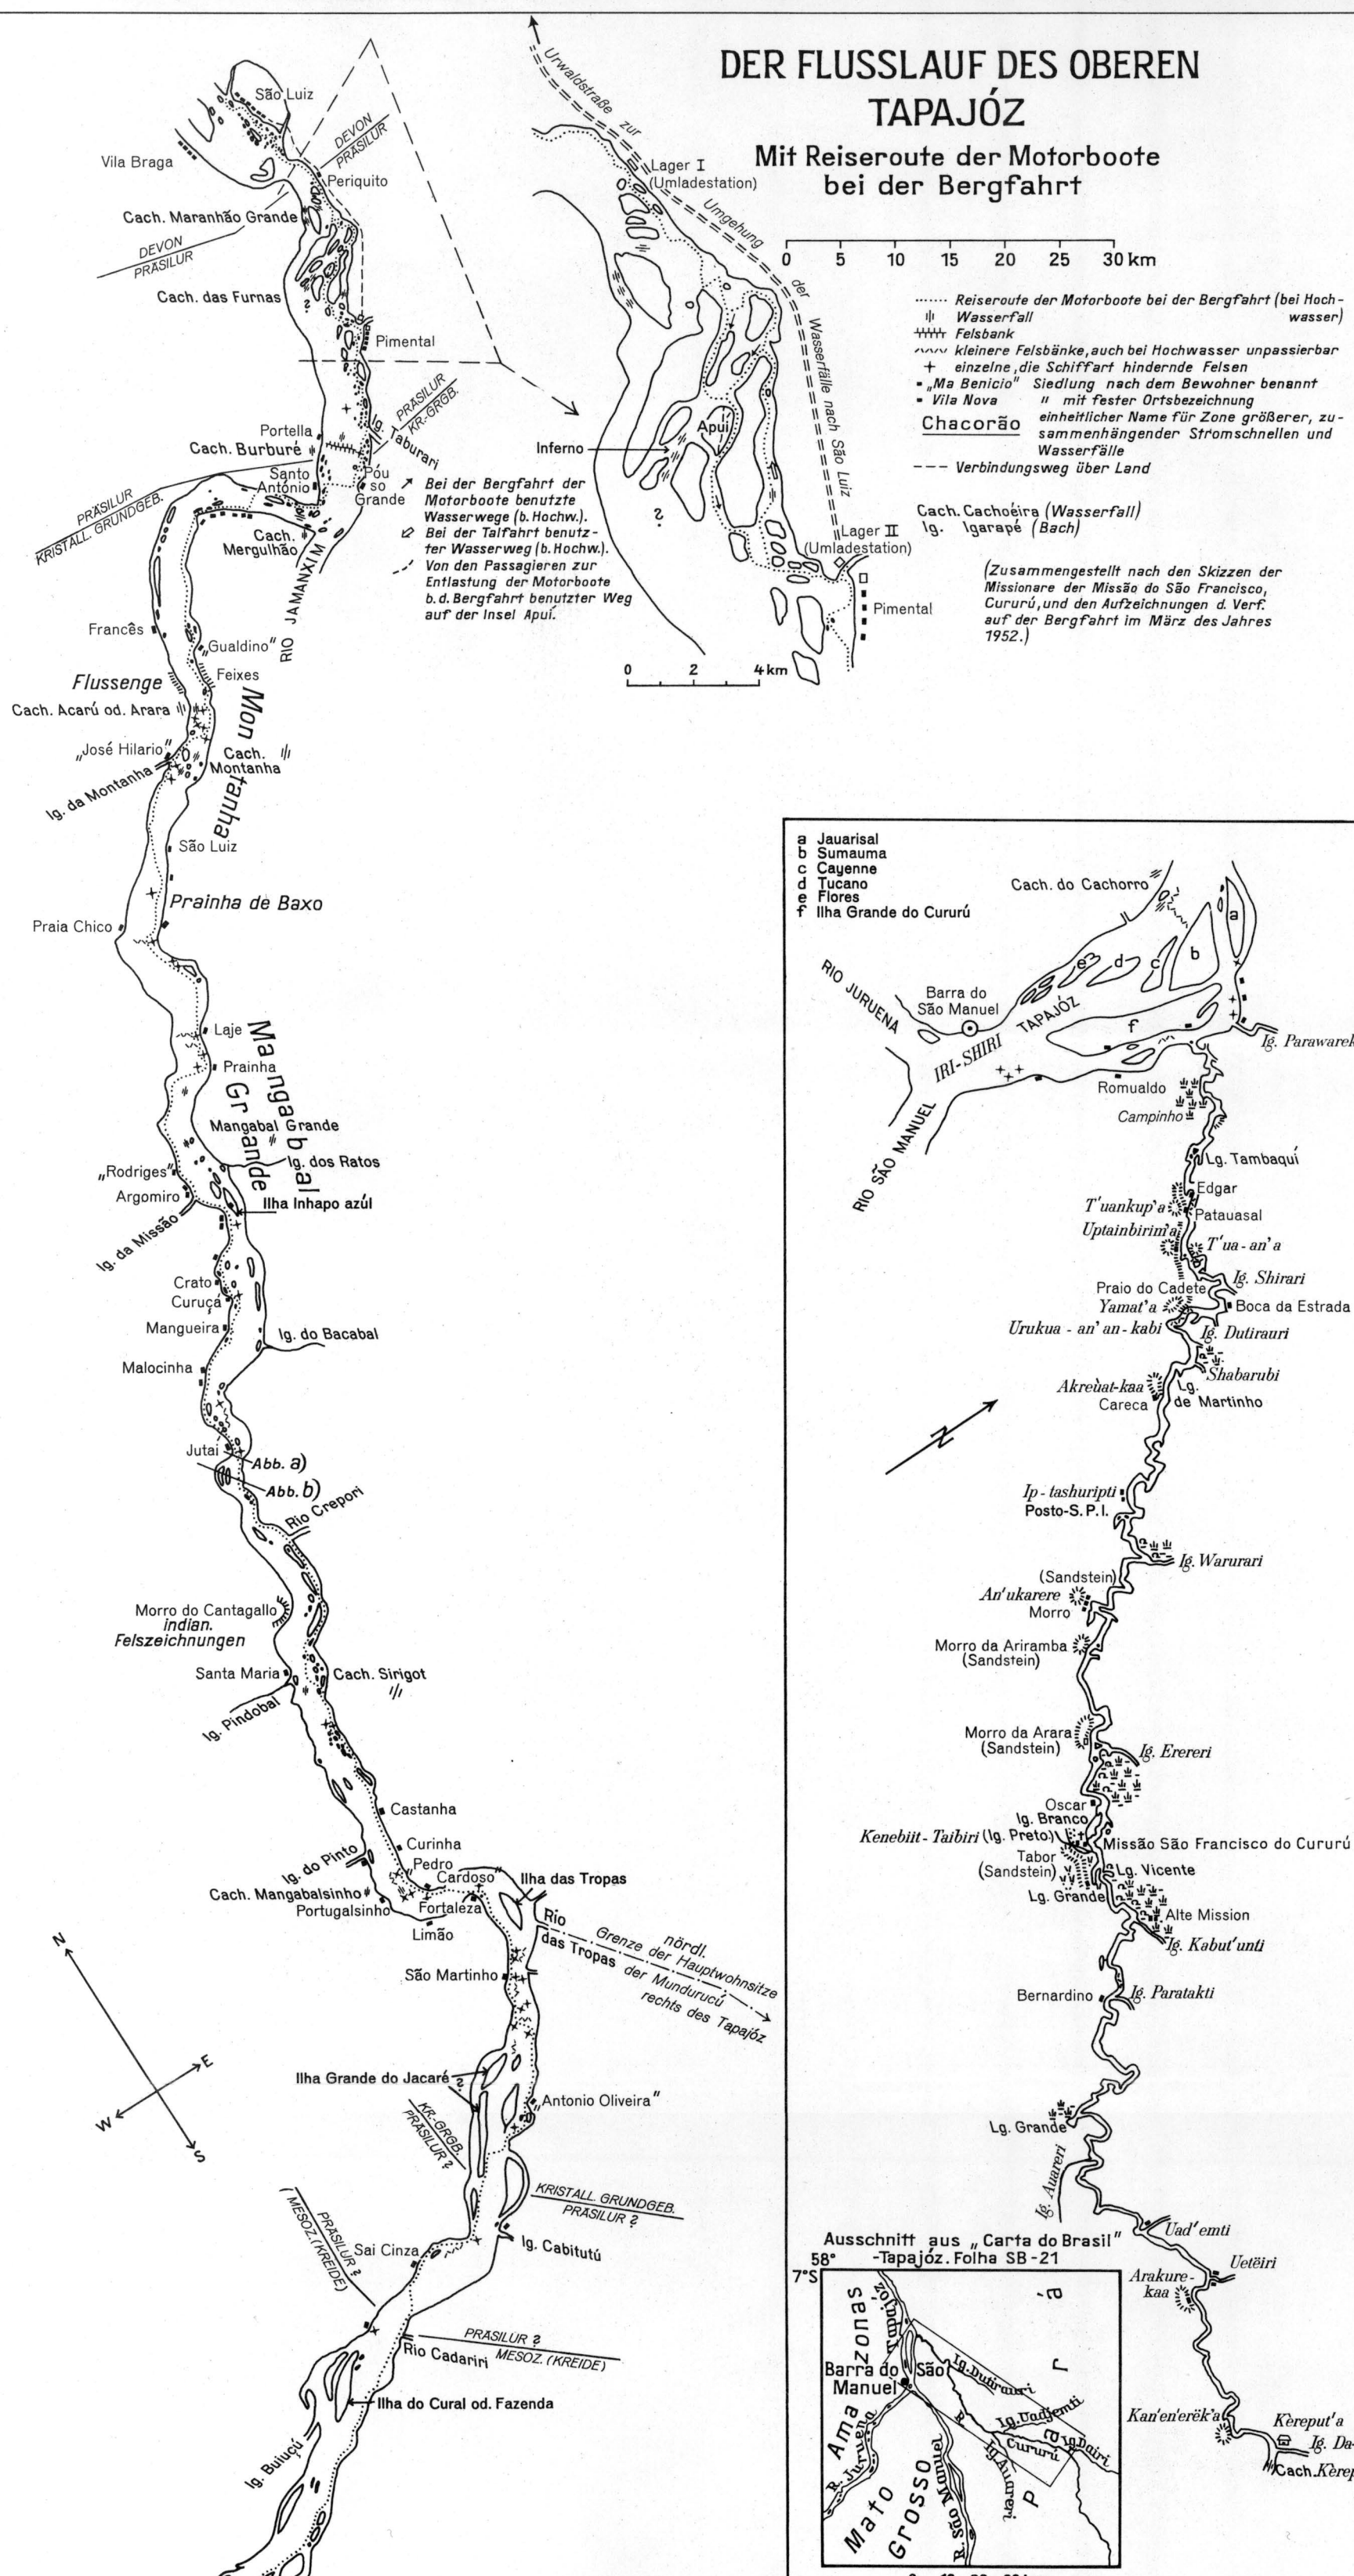 DER FLUSSLAUF DES OBEREN
TAPAJÓZ
Mit Reiseroute der Motorboote
bei der Bergfahrt
0 5 10 15 20 25 30 km
Reiseroute der Motorboote bei der Bergfahrt (bei Hoch-
Wasserfall wasser)
Felsbank
kleinere Felsbänke, auch bei Hochwasser unpassierbar
einzelne, die Schiffart hindernde Felsen
„Ma Benicio" Siedlung nach dem Bewohner benannt
Vila Nova " mit fester Ortsbezeichnung
Chacorão einheitlicher Name für Zone größerer, zu-
sammenhängender Stromschnellen und
Wasserfälle
Verbindungsweg über Land
Cach. Cachoéira (Wasserfall)
Ig. Igarapé (Bach)
(Zusammengestellt nach den Skizzen der
Missionare der Missão do São Francisco,
Cururú, und den Aufzeichnungen d. Verf.
auf der Bergfahrt im März des Jahres
1952.)
Urwaldstraße zur
Umgehung
der
Wasserfälle nach São Luiz
Lager I
(Umladestation)
Apuí
Inferno
?
Lager II
(Umladestation)
Pimental
0 2 4 km
Bei der Bergfahrt der
Motorboote benutzte
Wasserwege (b. Hochw.).
Bei der Talfahrt benutz-
ter Wasserweg (b. Hochw.).
Von den Passagieren zur
Entlastung der Motorboote
b. d. Bergfahrt benutzter Weg
auf der Insel Apuí.
São Luiz
Vila Braga
DEVON
PRÄSILUR
Periquito
Cach. Maranhão Grande
DEVON
PRÄSILUR
Cach. das Furnas
?
Pimental
PRÄSILUR
KR.-GRGB.
Portella
Ig. Taburari
Cach. Burburé
Santo
António
Póu
so
Grande
PRÄSILUR
KRISTALL. GRUNDGEB.
Cach.
Mergulhão
RIO JAMANXIM
Francês
„Gualdino"
Feixes
Flussenge
Cach. Acarú od. Arara
Montanha
„José Hilario"
Cach.
Montanha
Ig. da Montanha
São Luiz
Prainha de Baxo
Praia Chico
Laje
Prainha
Mangabal
Grande
Mangabal Grande
Ig. dos Ratos
„Rodriges"
Argomiro
Ilha Inhapo azúl
Ig. da Missão
Crato
Curuçá
Mangueira
Ig. do Bacabal
Malocinha
Jutaí
Abb. a)
Abb. b)
Rio Crepori
Morro do Cantagallo
indian.
Felszeichnungen
Santa Maria
Cach. Sirigot
Ig. Pindobal
Castanha
Curinha
Ig. do Pinto
„Pedro
Cardoso"
Ilha das Tropas
Cach. Mangabalsinho
Portugalsinho
Fortaleza
Limão
Rio
das Tropas
nördl.
Grenze der Hauptwohnsitze
der Mundurucú
rechts des Tapajóz
São Martinho
N
E
W
S
Ilha Grande do Jacaré
?
„Antonio Oliveira"
KR.-GRGB.
PRÄSILUR ?
KRISTALL. GRUNDGEB.
PRÄSILUR ?
PRÄSILUR ?
(MESOZ.(KREIDE)
Sai Cinza
Ig. Cabitutú
PRÄSILUR ?
MESOZ. (KREIDE)
Rio Cadariri
Ilha do Cural od. Fazenda
Ig. Buiuçú
a Jauarisal
b Sumauma
c Cayenne
d Tucano
e Flores
f Ilha Grande do Cururú
Cach. do Cachorro
a
b
c
d
e
f
RIO JURUENA
Barra do
São Manuel
IRI-SHIRI TAPAJÓZ
RIO SÃO MANUEL
Ig. Parawarek
Romualdo
Campinho
Lg. Tambaquí
Edgar
T'uankup'a
Patauasal
Uptainbirim'a
T'ua-an'a
Ig. Shirari
Praio do Cadete
Yamat'a
Boca da Estrada
Urukua - an' an - kabi
Ig. Dutirauri
Shabarubi
Akreùat-kaa
Careca
Lg.
de Martinho
N
Ip - tashuripti
Posto-S.P.I.
Ig. Warurari
(Sandstein)
An'ukarere
Morro
Morro da Ariramba
(Sandstein)
Morro da Arara
(Sandstein)
Ig. Erereri
Oscar
Ig. Branco
Kenebiit - Taibiri (Ig. Preto)
Missão São Francisco do Cururú
Tabor
(Sandstein)
Lg. Vicente
Lg. Grande
Alte Mission
Ig. Kabut'unti
Bernardino
Ig. Paratakti
Lg. Grande
Ig. Auareri
Uad'emti
Uetëiri
Arakure-
kaa
Kan'en'erëk'a
Kèreput'a
Ig. Da-
Cach. Kèrep
Ausschnitt aus „Carta do Brasil"
58° -Tapajóz. Folha SB-21
7°S
Tapajóz
Amazonas
Pará
Barra do São
Manuel
Ig. Dutirauri
Ig. Uadjemti
Ig. Dairi
R. Cururú
Ig. Auareri
R. Juruena
R. São Manuel
Mato
Grosso